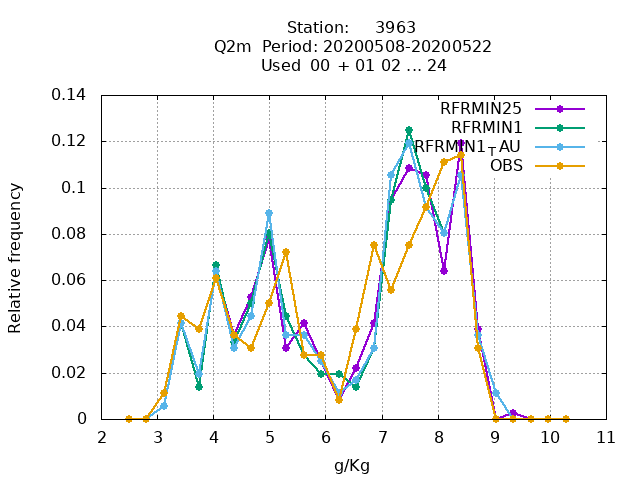 Station:     3963
Q2m  Period: 20200508-20200522
Used  00  + 01 02 ... 24
0.14
0.12
0.1
0.08
0.06
0.04
0.02
0
Relative frequency
RFRMIN25
RFRMIN1
RFRMIN1TAU
OBS
2 3 4 5 6 7 8 9 10 11
g/Kg